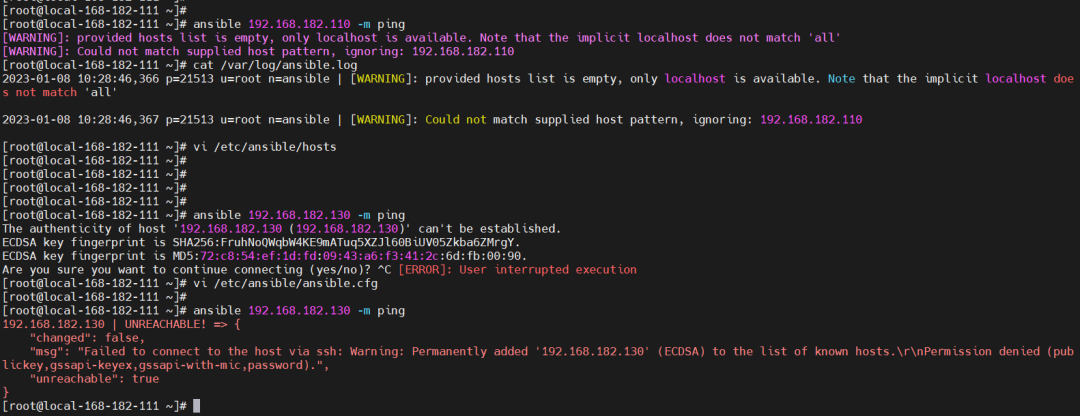 [root@local-168-182-111 ~]#
[root@local-168-182-111 ~]# ansible 192.168.182.110 -m ping
[WARNING]: provided hosts list is empty, only localhost is available. Note that the implicit localhost does not match 'all'
[WARNING]: Could not match supplied host pattern, ignoring: 192.168.182.110
[root@local-168-182-111 ~]# cat /var/log/ansible.log
2023-01-08 10:28:46,366 p=21513 u=root n=ansible | [WARNING]: provided hosts list is empty, only localhost is available. Note that the implicit localhost doe
s not match 'all'
2023-01-08 10:28:46,367 p=21513 u=root n=ansible | [WARNING]: Could not match supplied host pattern, ignoring: 192.168.182.110
[root@local-168-182-111 ~]# vi /etc/ansible/hosts
[root@local-168-182-111 ~]#
[root@local-168-182-111 ~]#
[root@local-168-182-111 ~]#
[root@local-168-182-111 ~]#
[root@local-168-182-111 ~]# ansible 192.168.182.130 -m ping
The authenticity of host '192.168.182.130 (192.168.182.130)' can't be established.
ECDSA key fingerprint is SHA256:FruhNoQWqbW4KE9mATuq5XZJl60BiUV05Zkba6ZMrgY.
ECDSA key fingerprint is MD5:72:c8:54:ef:1d:fd:09:43:a6:f3:41:2c:6d:fb:00:90.
Are you sure you want to continue connecting (yes/no)? ^C [ERROR]: User interrupted execution
[root@local-168-182-111 ~]# vi /etc/ansible/ansible.cfg
[root@local-168-182-111 ~]#
[root@local-168-182-111 ~]# ansible 192.168.182.130 -m ping
192.168.182.130 | UNREACHABLE! => {
    "changed": false,
    "msg": "Failed to connect to the host via ssh: Warning: Permanently added '192.168.182.130' (ECDSA) to the list of known hosts.\r\nPermission denied (pub
lickey,gssapi-keyex,gssapi-with-mic,password).",
    "unreachable": true
}
[root@local-168-182-111 ~]#